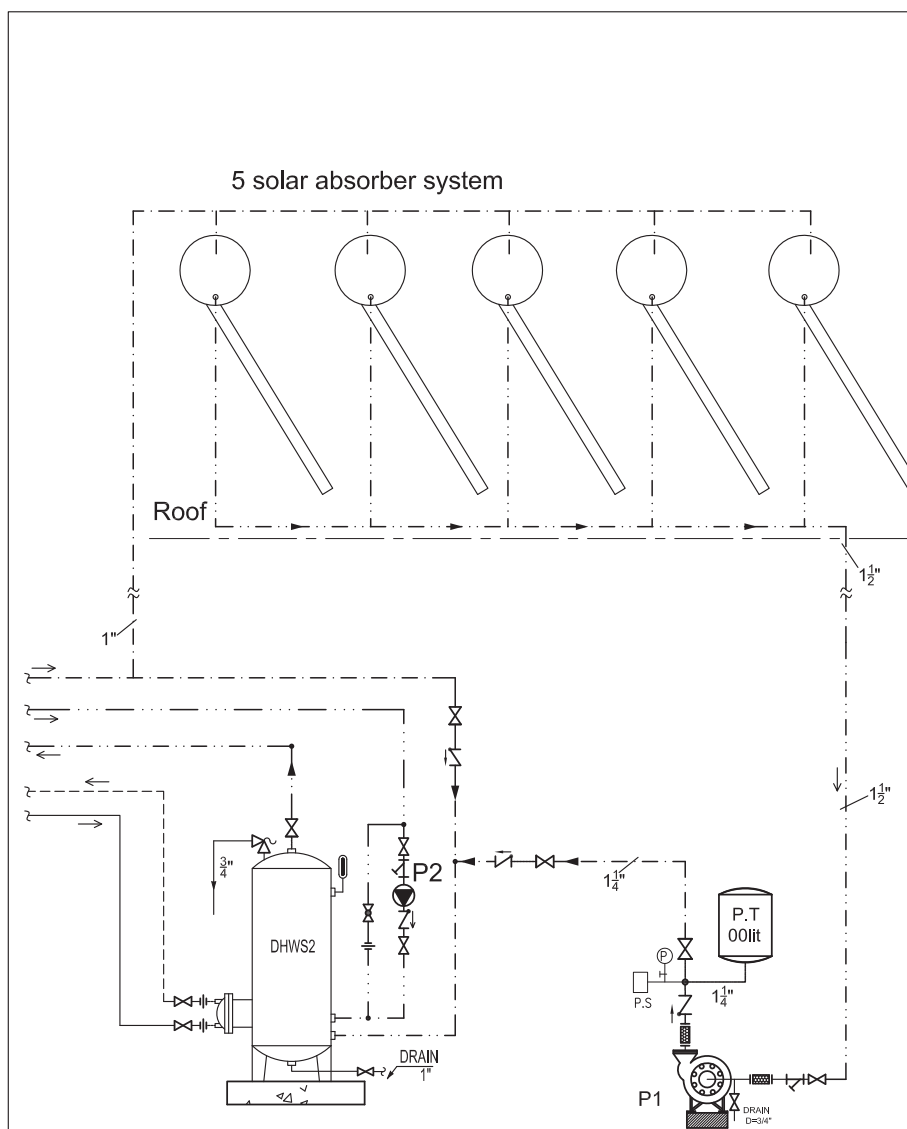 5 solar absorber system
Roof
1½"
1"
1½"
¾"
P2
1¼"
P.T
00lit
DHWS2
P
P.S
1¼"
DRAIN
1"
P1
DRAIN
D=3/4"